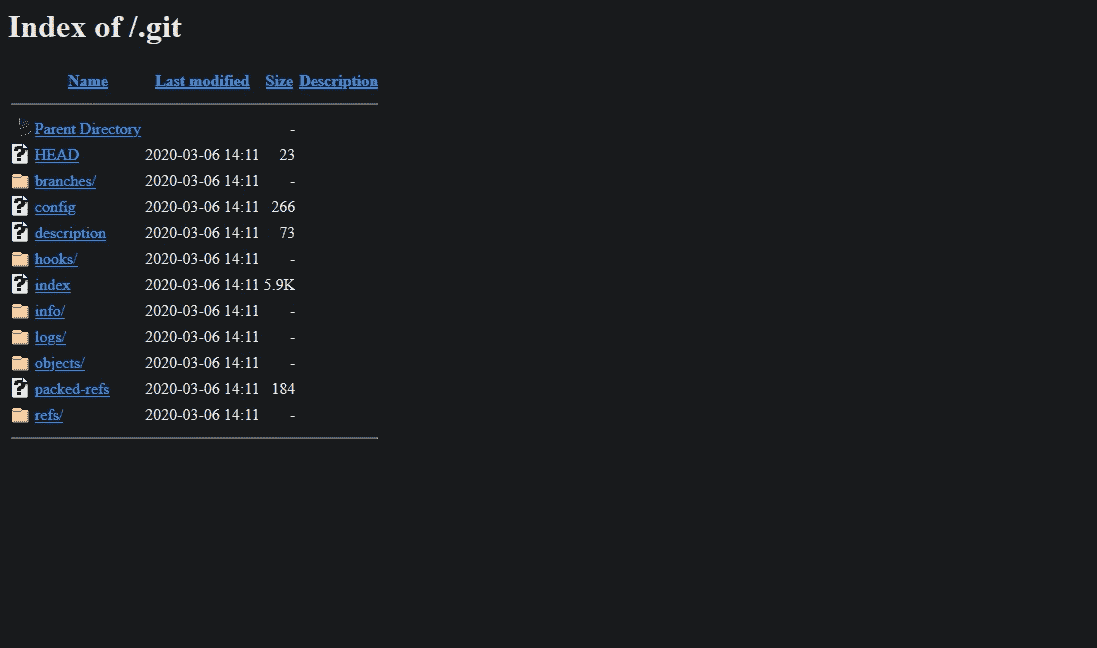 Index of /.git
Name Last modified Size Description
Parent Directory -
HEAD 2020-03-06 14:11 23
branches/ 2020-03-06 14:11 -
config 2020-03-06 14:11 266
description 2020-03-06 14:11 73
hooks/ 2020-03-06 14:11 -
index 2020-03-06 14:11 5.9K
info/ 2020-03-06 14:11 -
logs/ 2020-03-06 14:11 -
objects/ 2020-03-06 14:11 -
packed-refs 2020-03-06 14:11 184
refs/ 2020-03-06 14:11 -